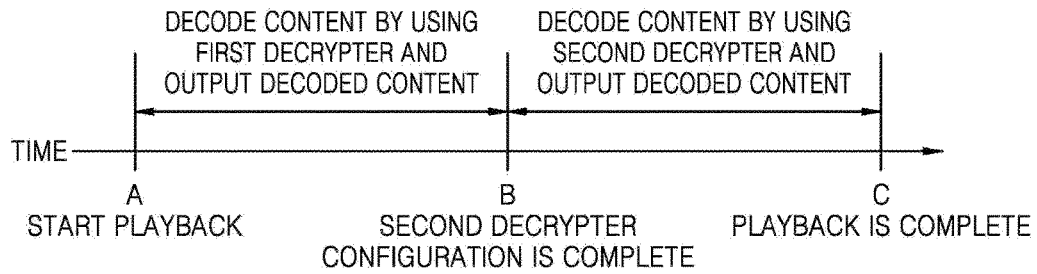 DECODE CONTENT BY USING
FIRST DECRYPTER AND
OUTPUT DECODED CONTENT
DECODE CONTENT BY USING
SECOND DECRYPTER AND
OUTPUT DECODED CONTENT
TIME
A
START PLAYBACK
B
SECOND DECRYPTER
CONFIGURATION IS COMPLETE
C
PLAYBACK IS COMPLETE